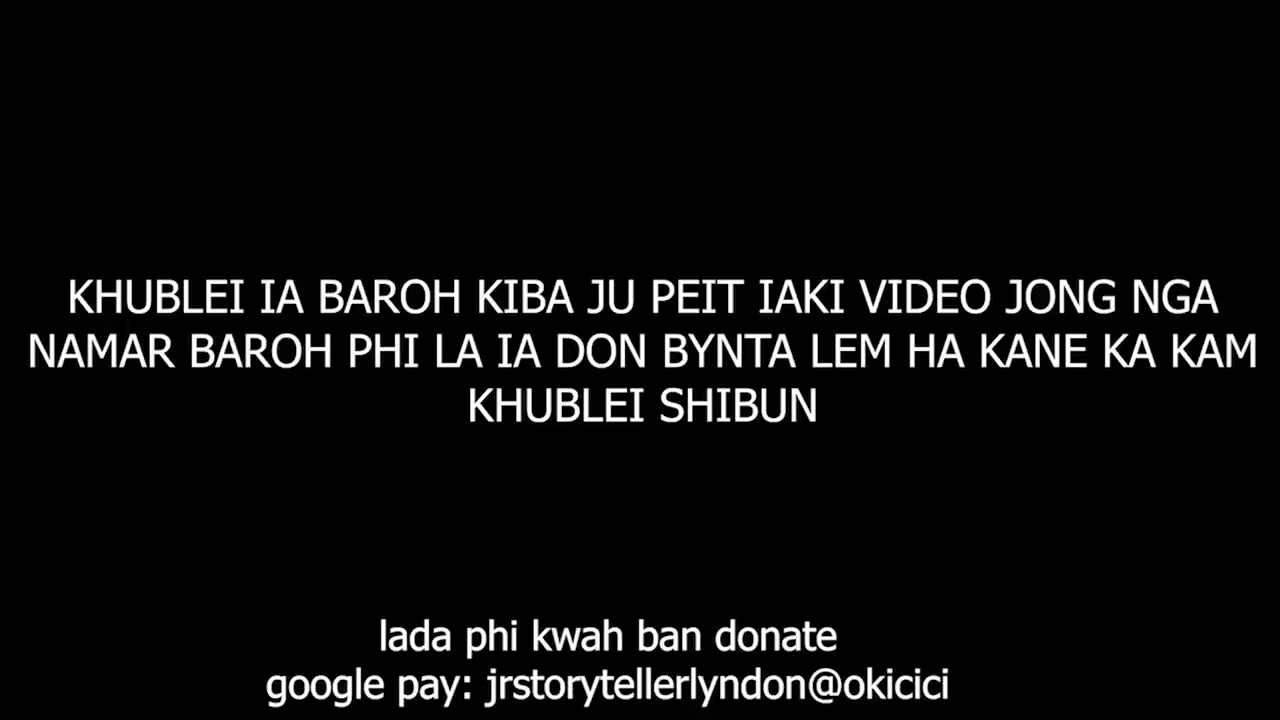 KHUBLEI IA BAROH KIBA JU PEIT IAKI VIDEO JONG NGA
NAMAR BAROH PHI LA IA DON BYNTA LEM HA KANE KA KAM
KHUBLEI SHIBUN
lada phi kwah ban donate
google pay: jrstorytellerlyndon@okicici